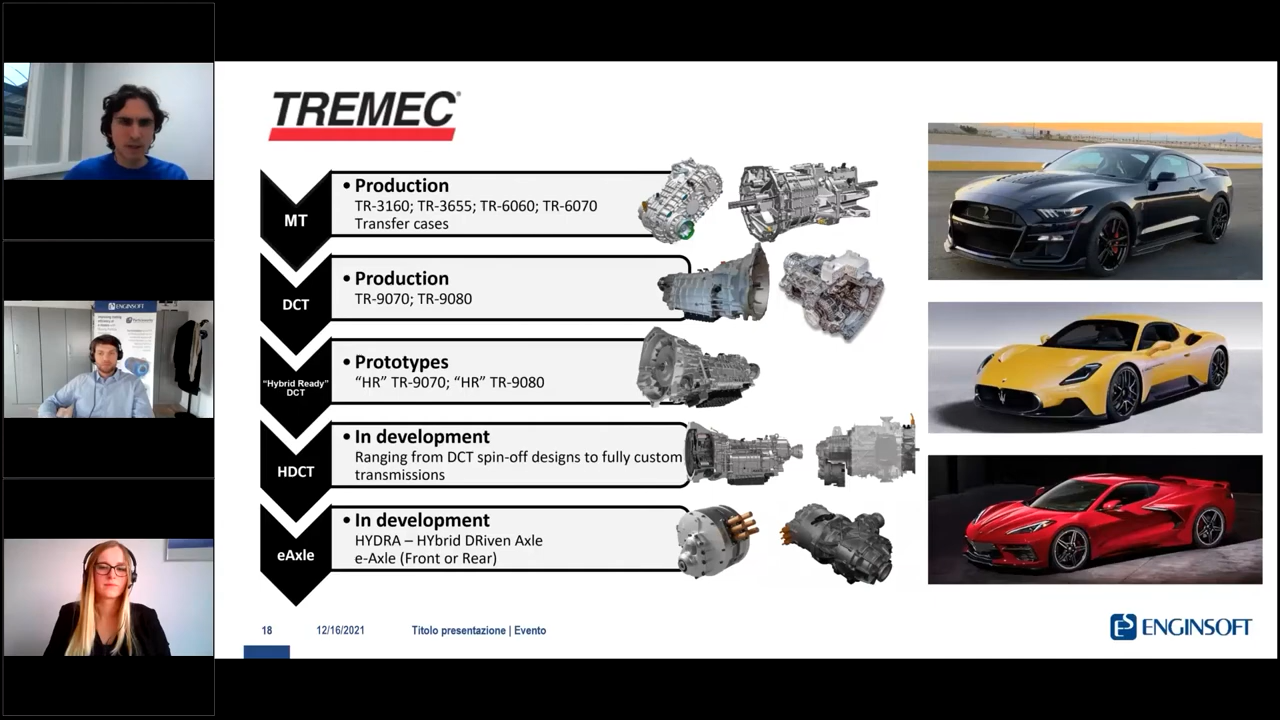 TREMEC
MT
• Production
TR-3160; TR-3655; TR-6060; TR-6070
Transfer cases
DCT
• Production
TR-9070; TR-9080
“Hybrid Ready”
DCT
• Prototypes
“HR” TR-9070; “HR” TR-9080
HDCT
• In development
Ranging from DCT spin-off designs to fully custom
transmissions
eAxle
• In development
HYDRA – HYbrid DRiven Axle
e-Axle (Front or Rear)
18
12/16/2021
Titolo presentazione | Evento
ENGINSOFT
ENGINSOFT